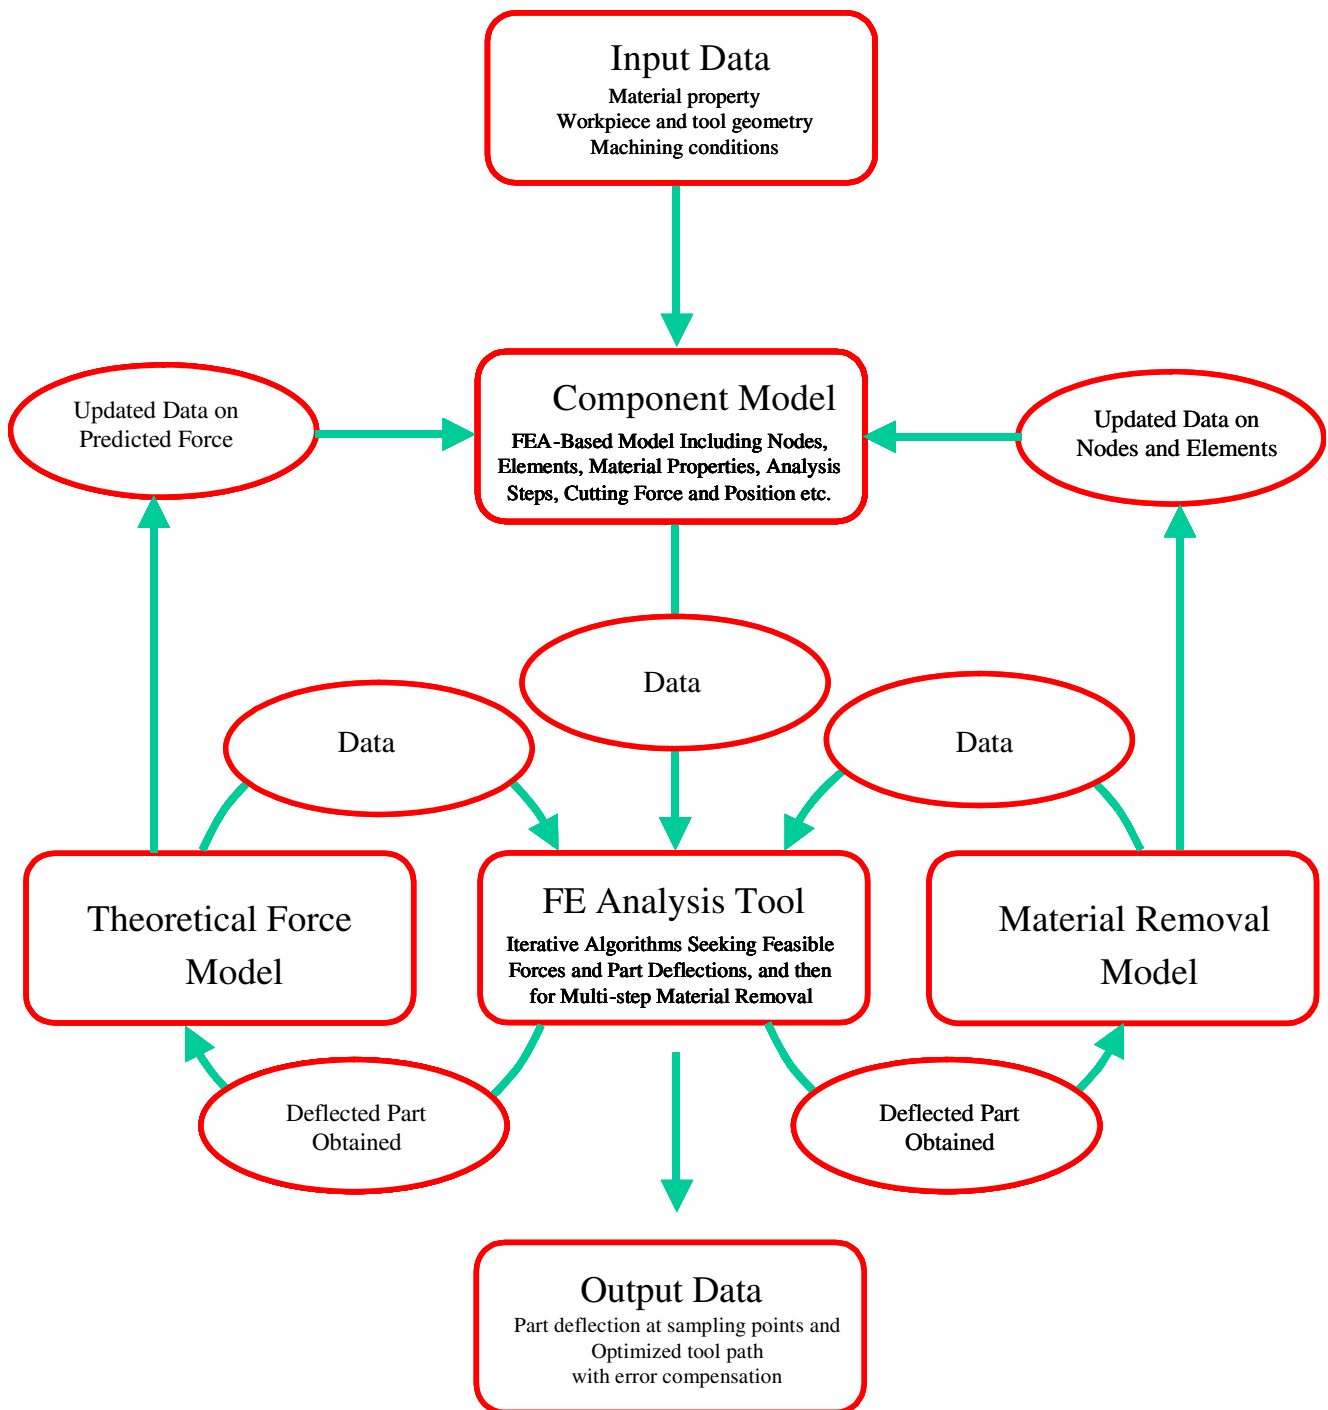 Input Data
Material property
Workpiece and tool geometry
Machining conditions
Updated Data on
Predicted Force
Component Model
FEA-Based Model Including Nodes,
Elements, Material Properties, Analysis
Steps, Cutting Force and Position etc.
Updated Data on
Nodes and Elements
Data
Data
Data
Theoretical Force
Model
FE Analysis Tool
Iterative Algorithms Seeking Feasible
Forces and Part Deflections, and then
for Multi-step Material Removal
Material Removal
Model
Deflected Part
Obtained
Deflected Part
Obtained
Output Data
Part deflection at sampling points and
Optimized tool path
with error compensation